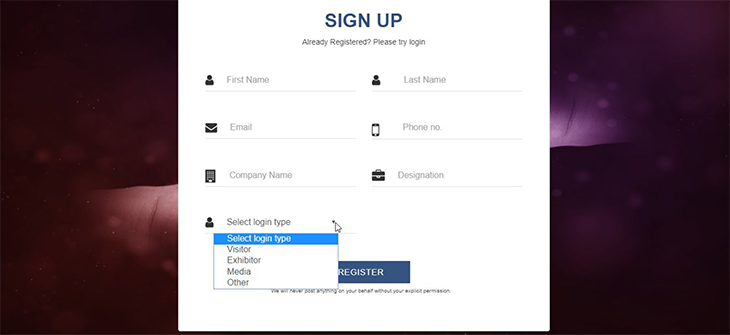 SIGN UP
Already Registered? Please try login
First Name Last Name
Email Phone no.
Company Name Designation
Select login type
Select login type
Visitor
Exhibitor
Media
Other
REGISTER
We will never post anything on your behalf without your explicit permission.